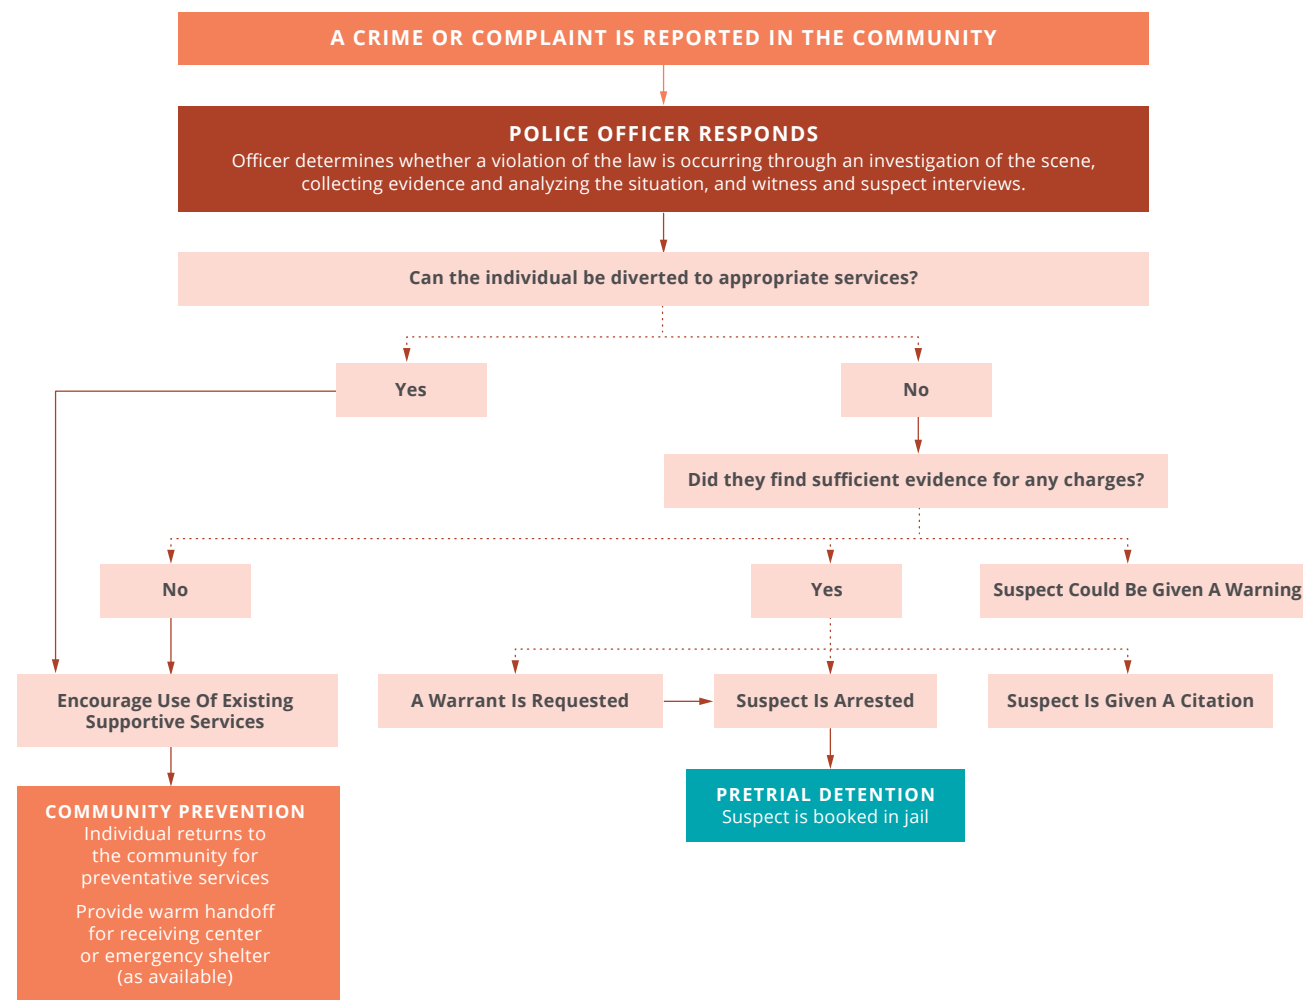 A CRIME OR COMPLAINT IS REPORTED IN THE COMMUNITY
POLICE OFFICER RESPONDS
Officer determines whether a violation of the law is occurring through an investigation of the scene,
collecting evidence and analyzing the situation, and witness and suspect interviews.
Can the individual be diverted to appropriate services?
Yes
No
Did they find sufficient evidence for any charges?
No
Yes
Suspect Could Be Given A Warning
Encourage Use Of Existing
Supportive Services
A Warrant Is Requested
Suspect Is Arrested
Suspect Is Given A Citation
COMMUNITY PREVENTION
Individual returns to
the community for
preventative services
Provide warm handoff
for receiving center
or emergency shelter
(as available)
PRETRIAL DETENTION
Suspect is booked in jail